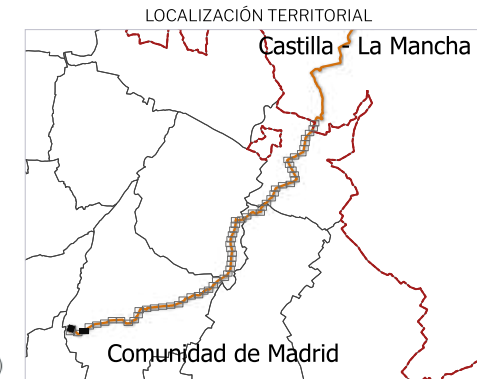 LOCALIZACIÓN TERRITORIAL
Castilla - La Mancha
Comunidad de Madrid